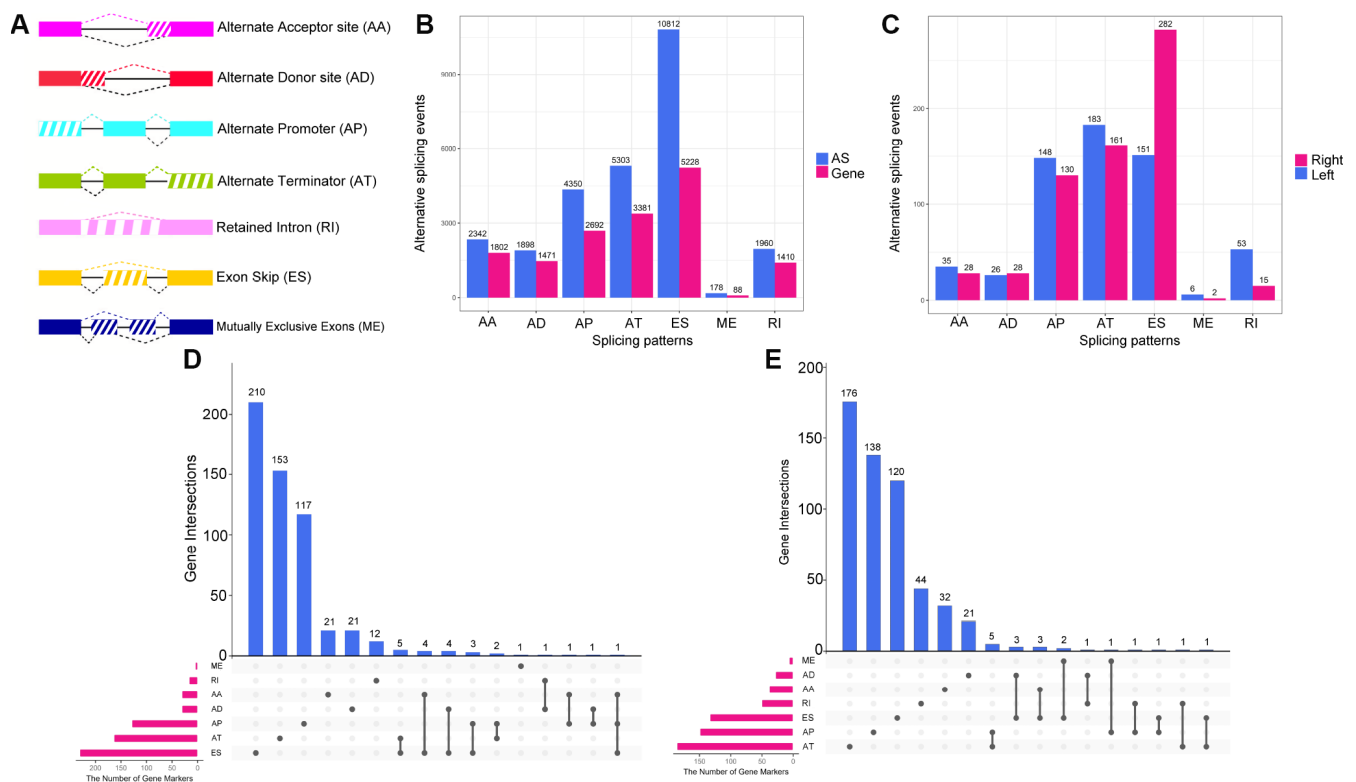 A
Alternate Acceptor site (AA)
Alternate Donor site (AD)
Alternate Promoter (AP)
Alternate Terminator (AT)
Retained Intron (RI)
Exon Skip (ES)
Mutually Exclusive Exons (ME)
B
Alternative splicing events
9000
6000
3000
0
2342
1802
1898
1471
4350
2692
5303
3381
10812
5228
178
88
1960
1410
AA AD AP AT ES ME RI
Splicing patterns
AS
Gene
C
Alternative splicing events
200
100
0
35
28
26
28
148
130
183
161
151
282
6
2
53
15
AA AD AP AT ES ME RI
Splicing patterns
Right
Left
D
Gene Intersections
200
150
100
50
0
210 153 117 21 21 12 5 4 4 3 2 1 1 1 1 1
ME
RI
AA
AD
AP
AT
ES
200 150 100 50 0
The Number of Gene Markers
E
Gene Intersections
200
150
100
50
0
176 138 120 44 32 21 5 3 3 2 1 1 1 1 1 1
ME
AD
AA
RI
ES
AP
AT
150 100 50 0
The Number of Gene Markers